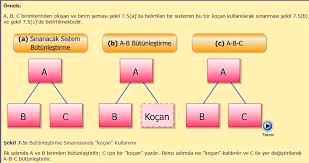 Örnek:
A, B, C birimlerinden oluşan ve birim şeması şekil 7.5(a)'da belirtilen bir sistemin bu tür koçan kullanılarak sınanması şekil 7.5(b)
ve şekil 7.5(c)'de belirtilmektedir.
(a) Sınanacak Sistem
Bütünleştirme
(b) A-B Bütünleştirme
(c) A-B-C
A
A
A
B
C
B
Koçan
B
C
Tekrar
Şekil 7.5: Bütünleştirme Sınamasında "koçan" Kullanımı
İlk adımda A ve B birimleri bütünleştirilir; C için bir "koçan" yazılır. İkinci adımda ise "koçan" kaldırılır ve C ile yer değiştirilerek
A-B-C bütünleştirilir.